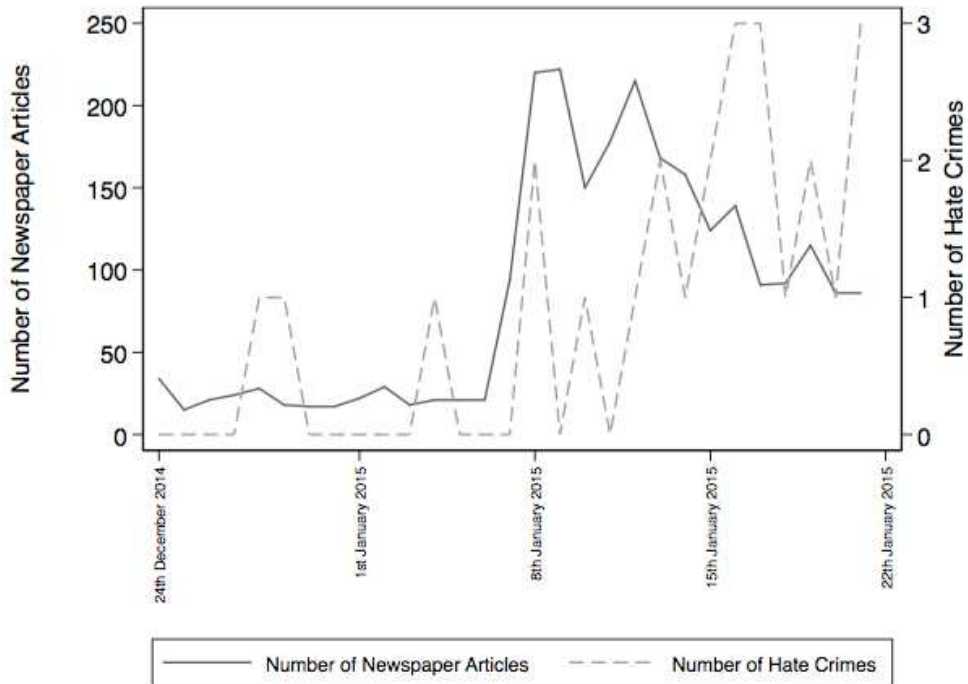 Number of Newspaper Articles
250
200
150
100
50
0
3
2
1
0
Number of Hate Crimes
24th December 2014
1st January 2015
8th January 2015
15th January 2015
22th January 2015
Number of Newspaper Articles
Number of Hate Crimes